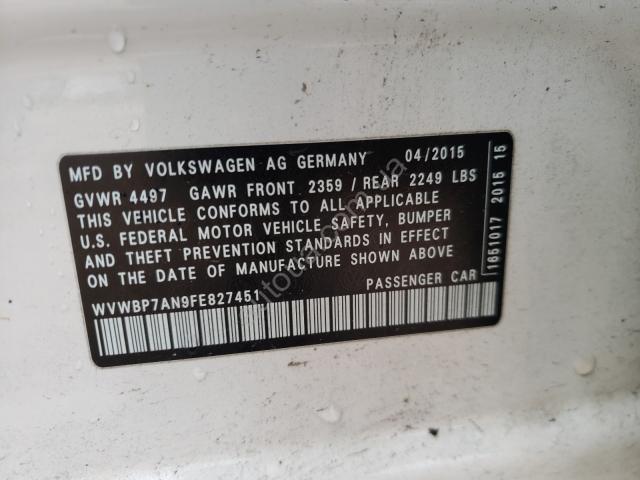 MFD BY VOLKSWAGEN AG GERMANY 04/2015
GVWR 4497 GAWR FRONT 2359 / REAR 2249 LBS
THIS VEHICLE CONFORMS TO ALL APPLICABLE
U.S. FEDERAL MOTOR VEHICLE SAFETY, BUMPER
AND THEFT PREVENTION STANDARDS IN EFFECT
ON THE DATE OF MANUFACTURE SHOWN ABOVE
WVWBP7AN9FE827451 PASSENGER CAR
1651017 2015 15